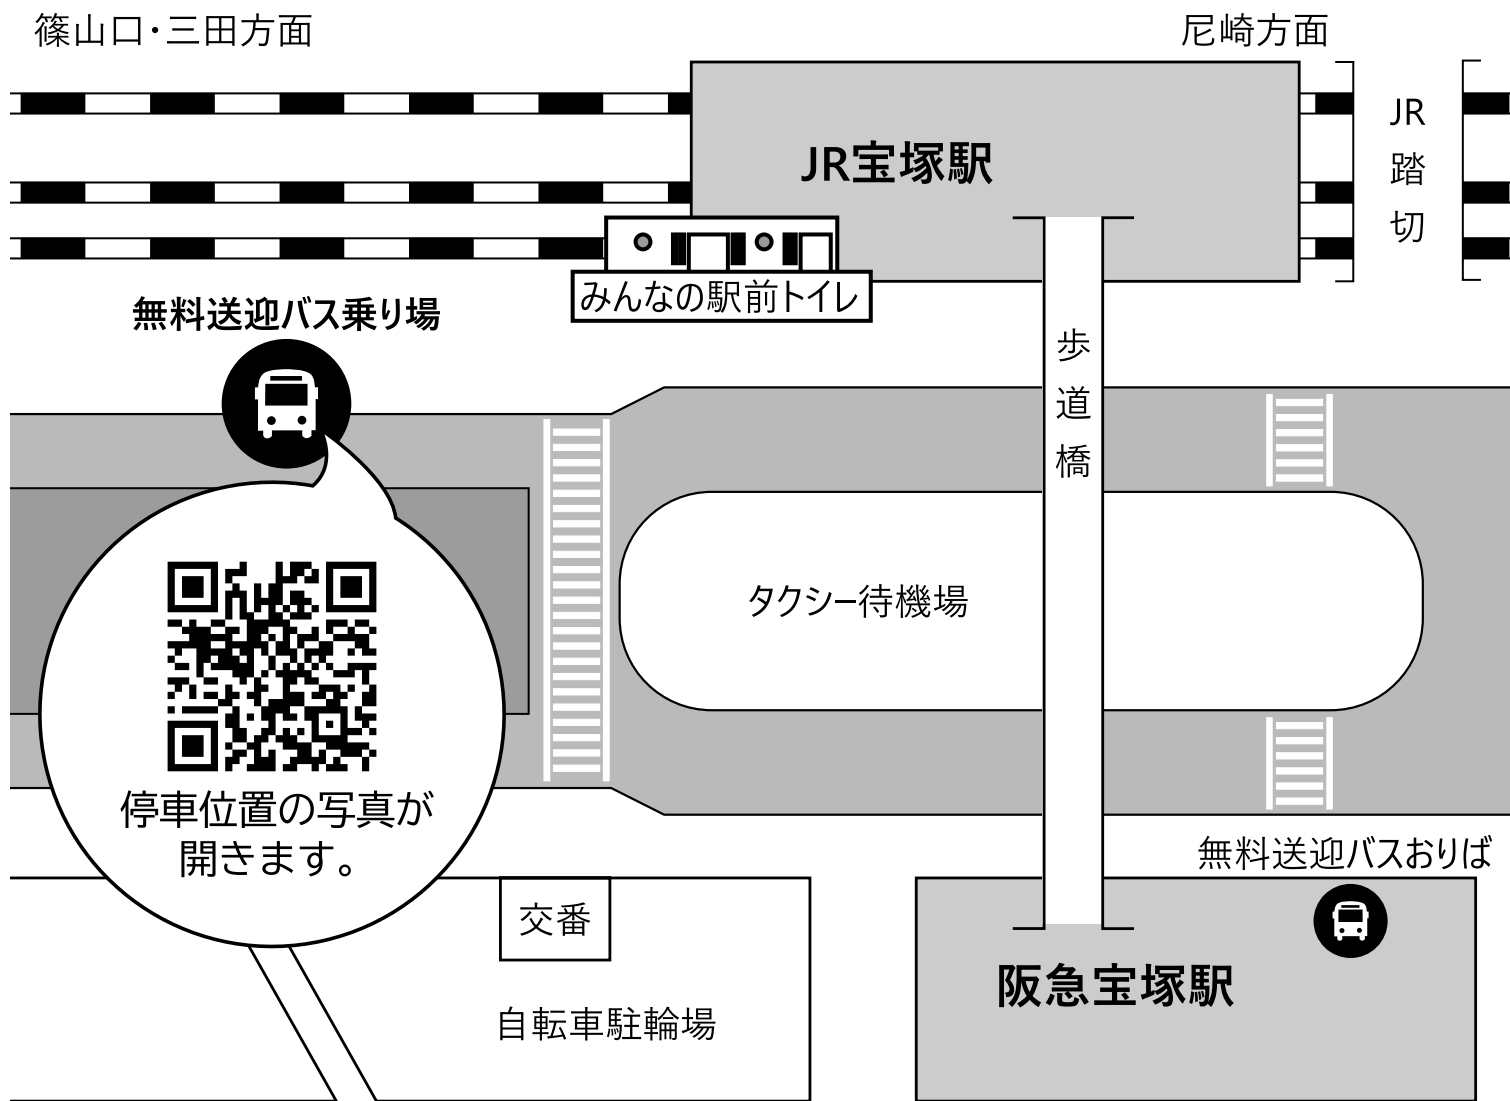 篠山口・三田方面
尼崎方面
JR宝塚駅
JR踏切
みんなの駅前トイレ
無料送迎バス乗り場
歩道橋
タクシー待機場
停車位置の写真が
開きます。
無料送迎バスおりば
交番
阪急宝塚駅
自転車駐輪場